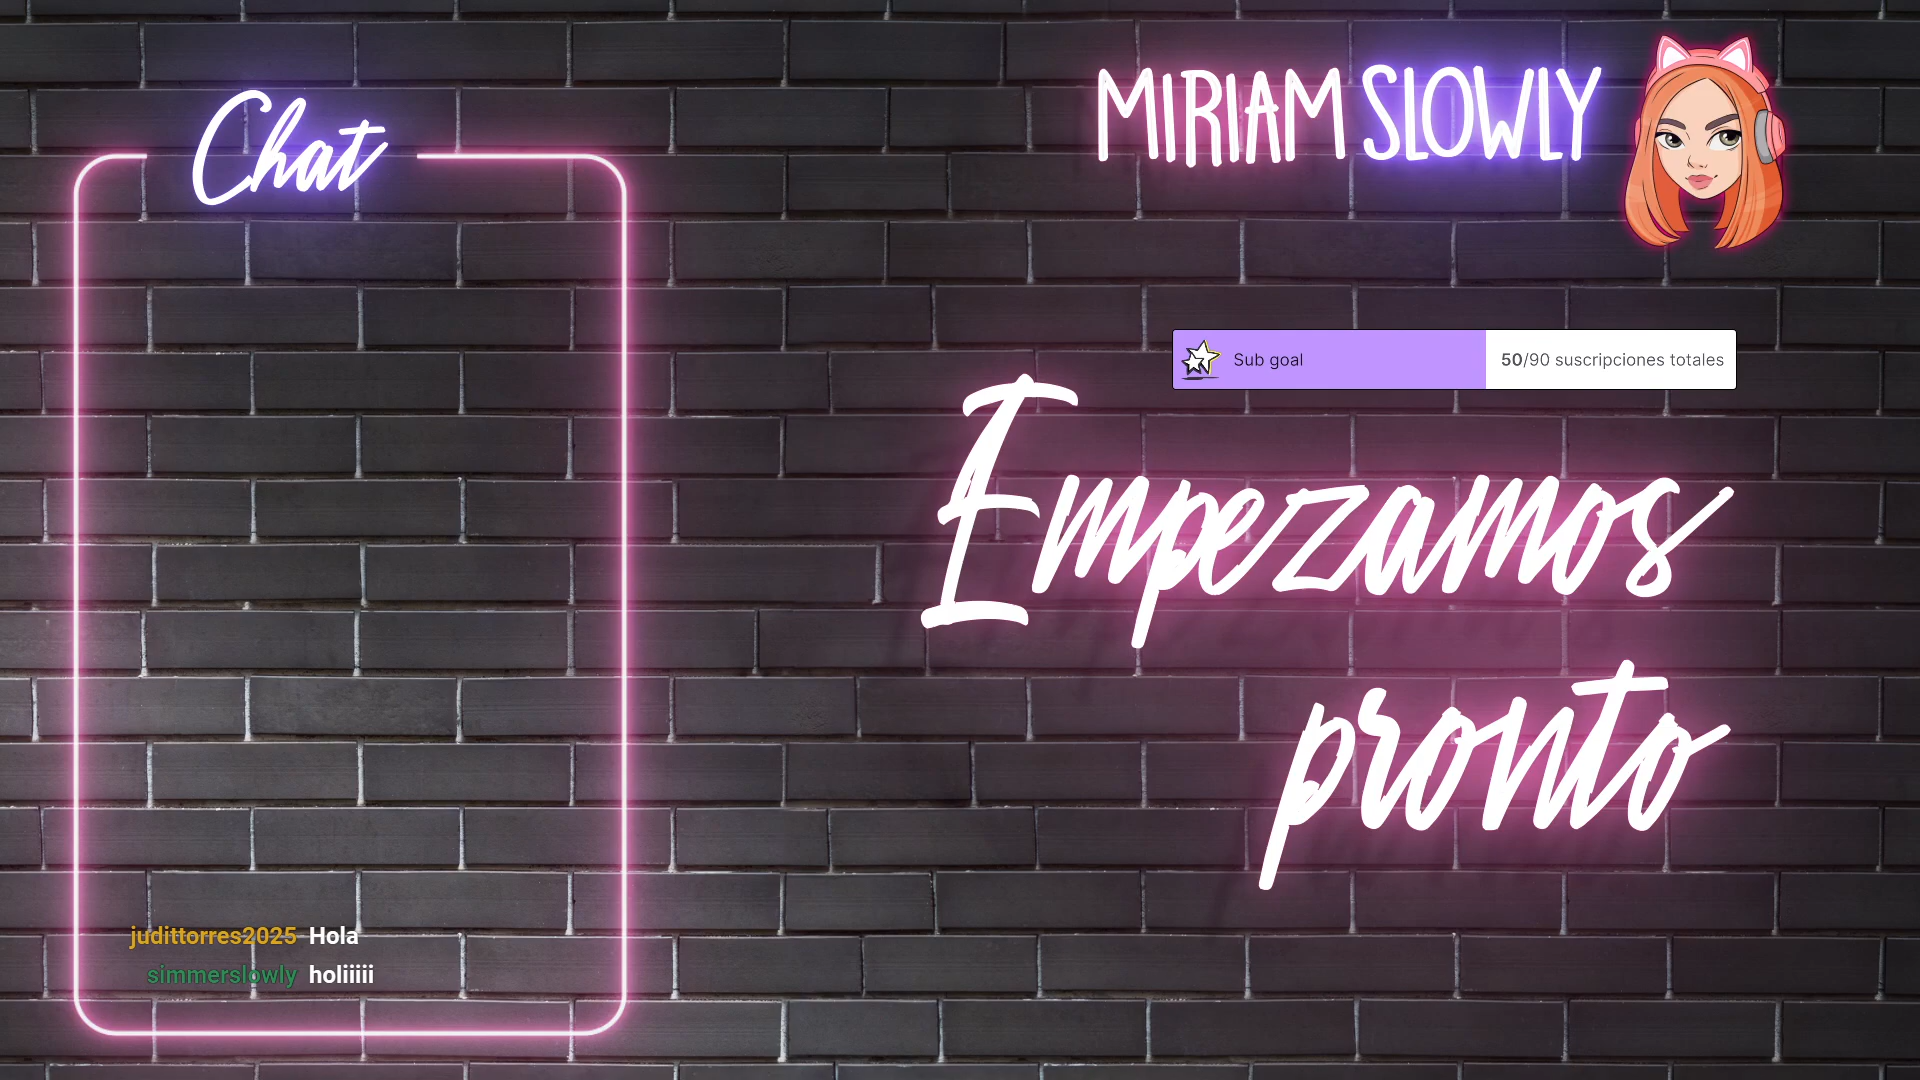 Chat
MIRIAM SLOWLY
Sub goal 50/90 suscripciones totales
Empezamos
pronto
judittorres2025 Hola
simmerslowly holiiiii